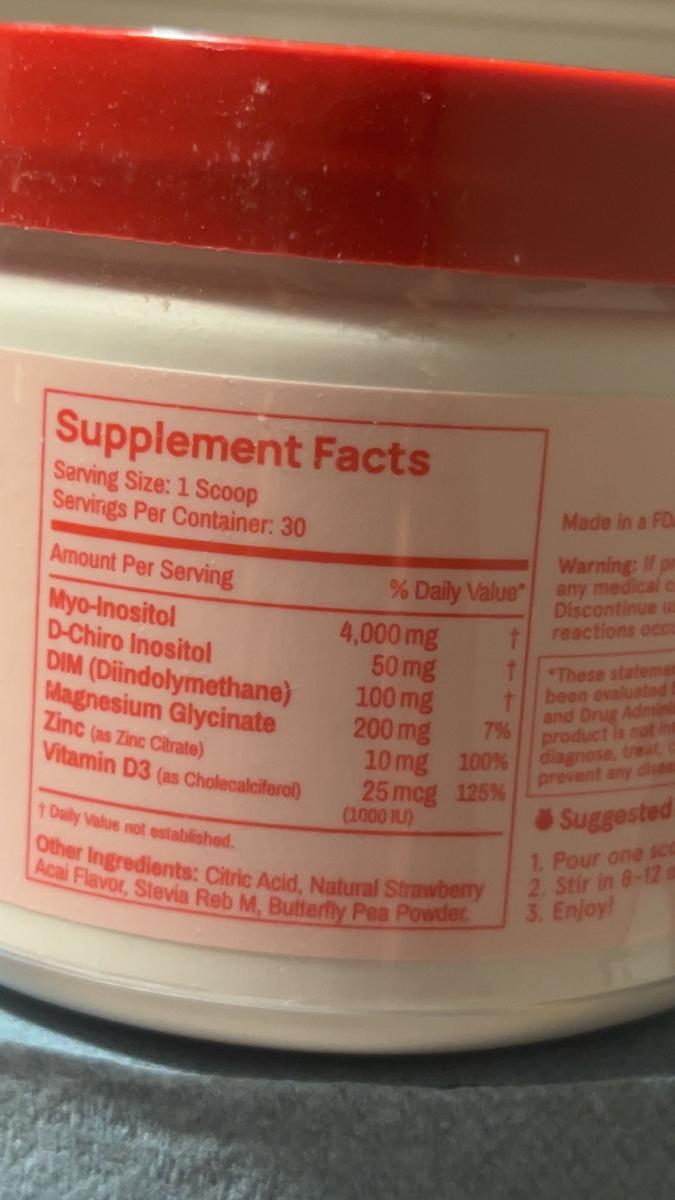 Supplement Facts
Serving Size: 1 Scoop
Servings Per Container: 30
Amount Per Serving % Daily Value*
Myo-Inositol 4,000 mg †
D-Chiro Inositol 50 mg †
DIM (Diindolymethane) 100 mg †
Magnesium Glycinate 200 mg 7%
Zinc (as Zinc Citrate) 10 mg 100%
Vitamin D3 (as Cholecalciferol) 25 mcg 125%
(1000 IU)
† Daily Value not established.
Other Ingredients: Citric Acid, Natural Strawberry
Acai Flavor, Stevia Reb M, Butterfly Pea Powder.
Made in a
Warning: If
any medical
Discontinue
reactions
*These
been evaluated
and Drug
product is not
diagnose, treat,
prevent any
Suggested
1. Pour one
2. Stir in 8-12
3. Enjoy!